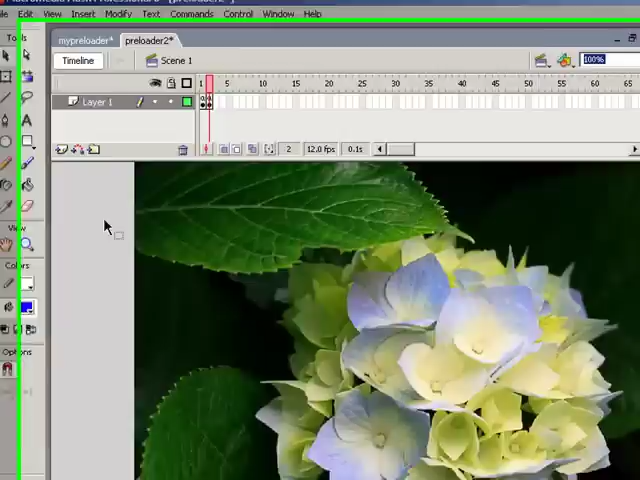 Edit View Insert Modify Text Commands Control Window Help
Tools
mypreloader* preloader2*
Timeline Scene 1 100%
1 5 10 15 20 25 30 35 40 45 50 55 60 65
Layer 1
2 12.0 fps 0.1s
View
Colors
Options